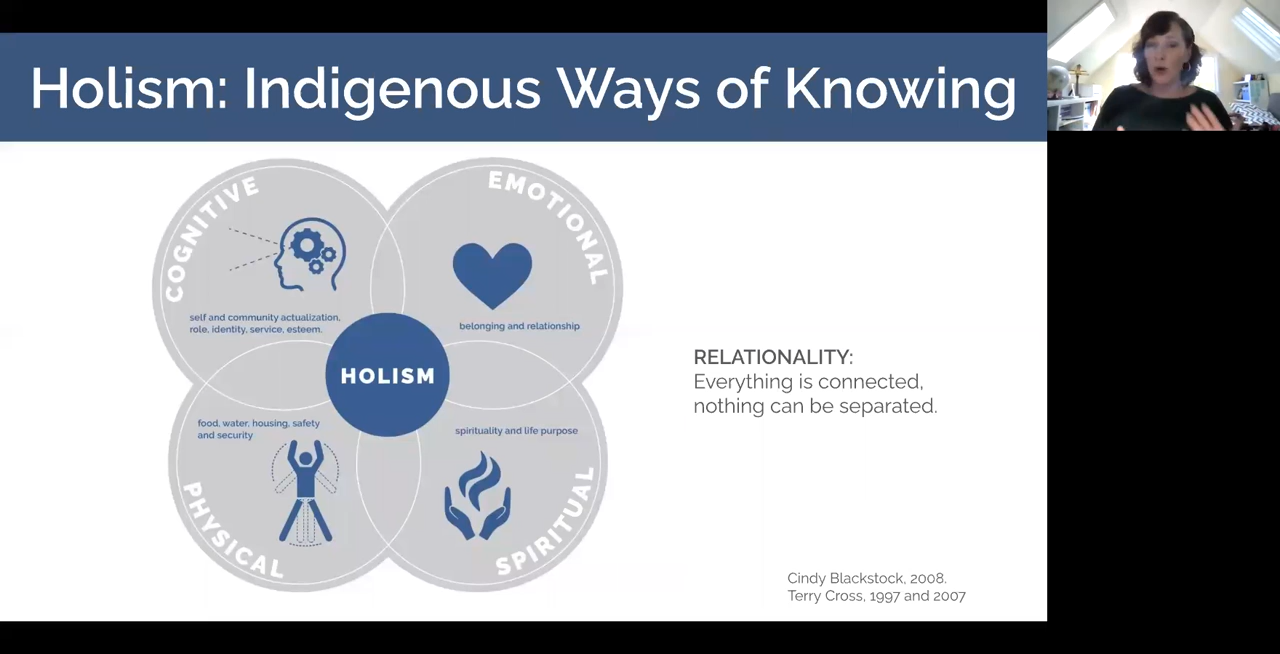 Holism: Indigenous Ways of Knowing
COGNITIVE
self and community actualization,
role, identity, service, esteem.
EMOTIONAL
belonging and relationship
HOLISM
food, water, housing, safety
and security
PHYSICAL
spirituality and life purpose
SPIRITUAL
RELATIONALITY:
Everything is connected,
nothing can be separated.
Cindy Blackstock, 2008.
Terry Cross, 1997 and 2007